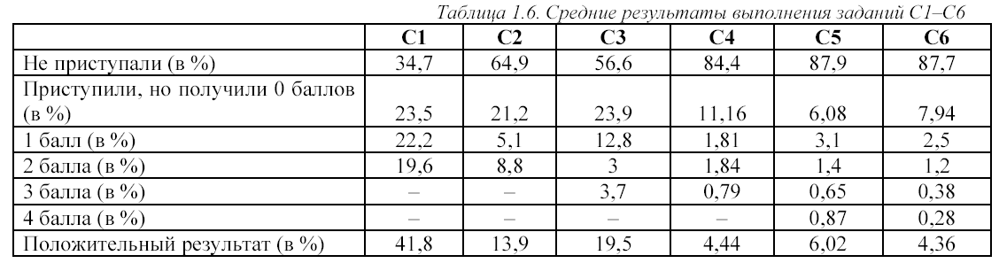 Таблица 1.6. Средние результаты выполнения заданий С1–С6
С1 С2 С3 С4 С5 С6
Не приступали (в %) 34,7 64,9 56,6 84,4 87,9 87,7
Приступили, но получили 0 баллов
(в %) 23,5 21,2 23,9 11,16 6,08 7,94
1 балл (в %) 22,2 5,1 12,8 1,81 3,1 2,5
2 балла (в %) 19,6 8,8 3 1,84 1,4 1,2
3 балла (в %) – – 3,7 0,79 0,65 0,38
4 балла (в %) – – – – 0,87 0,28
Положительный результат (в %) 41,8 13,9 19,5 4,44 6,02 4,36